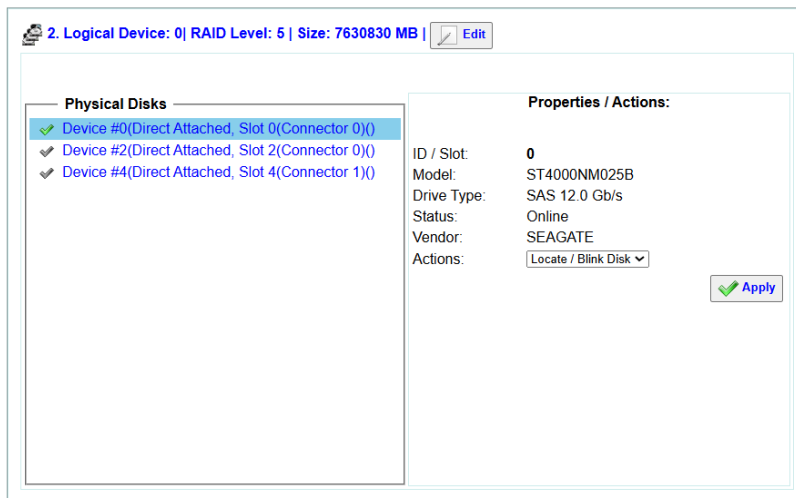 2. Logical Device: 0| RAID Level: 5 | Size: 7630830 MB | Edit
Physical Disks
Device #0(Direct Attached, Slot 0(Connector 0)()
Device #2(Direct Attached, Slot 2(Connector 0)()
Device #4(Direct Attached, Slot 4(Connector 1)()
Properties / Actions:
ID / Slot: 0
Model: ST4000NM025B
Drive Type: SAS 12.0 Gb/s
Status: Online
Vendor: SEAGATE
Actions: Locate / Blink Disk
Apply